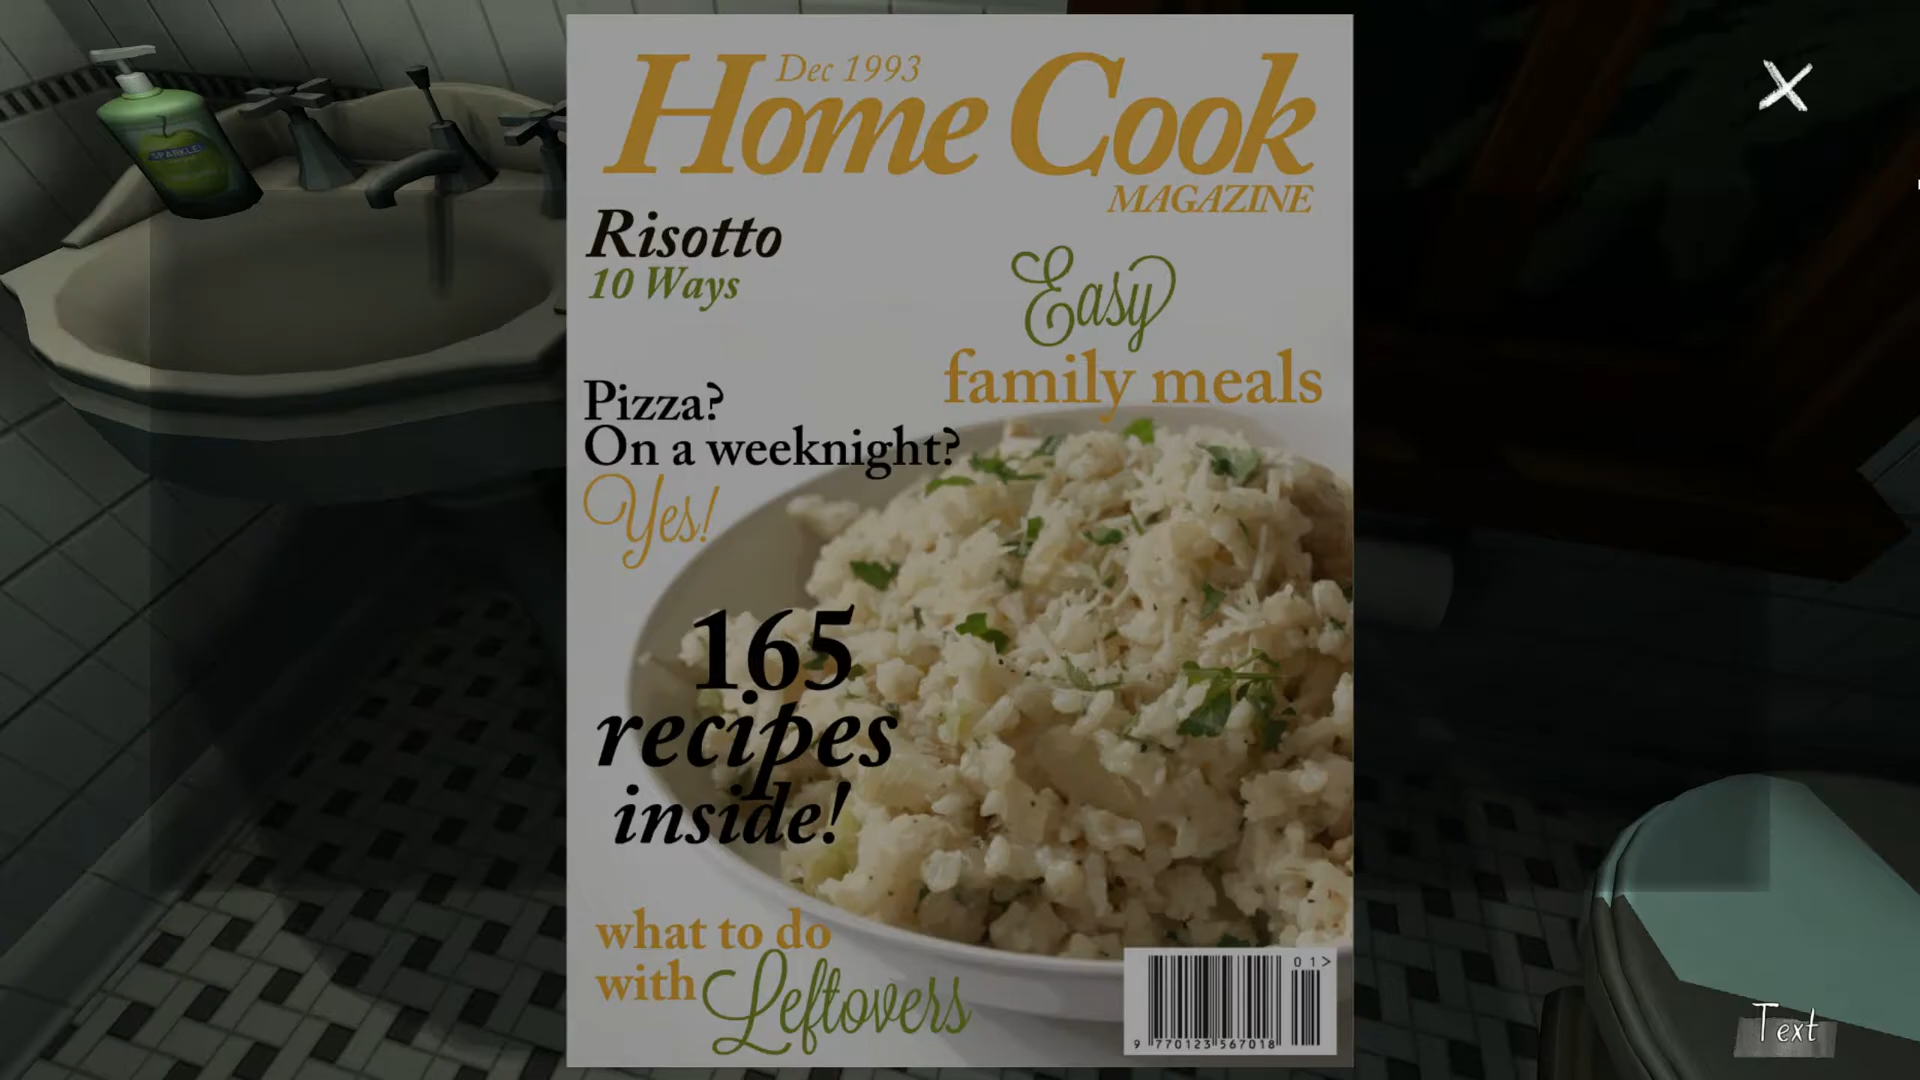 Dec 1993
Home Cook
MAGAZINE
Risotto
10 Ways
Easy
family meals
Pizza?
On a weeknight?
Yes!
165
recipes
inside!
what to do
with Leftovers
01>
9 770123 567018
SPARKLE!
Text